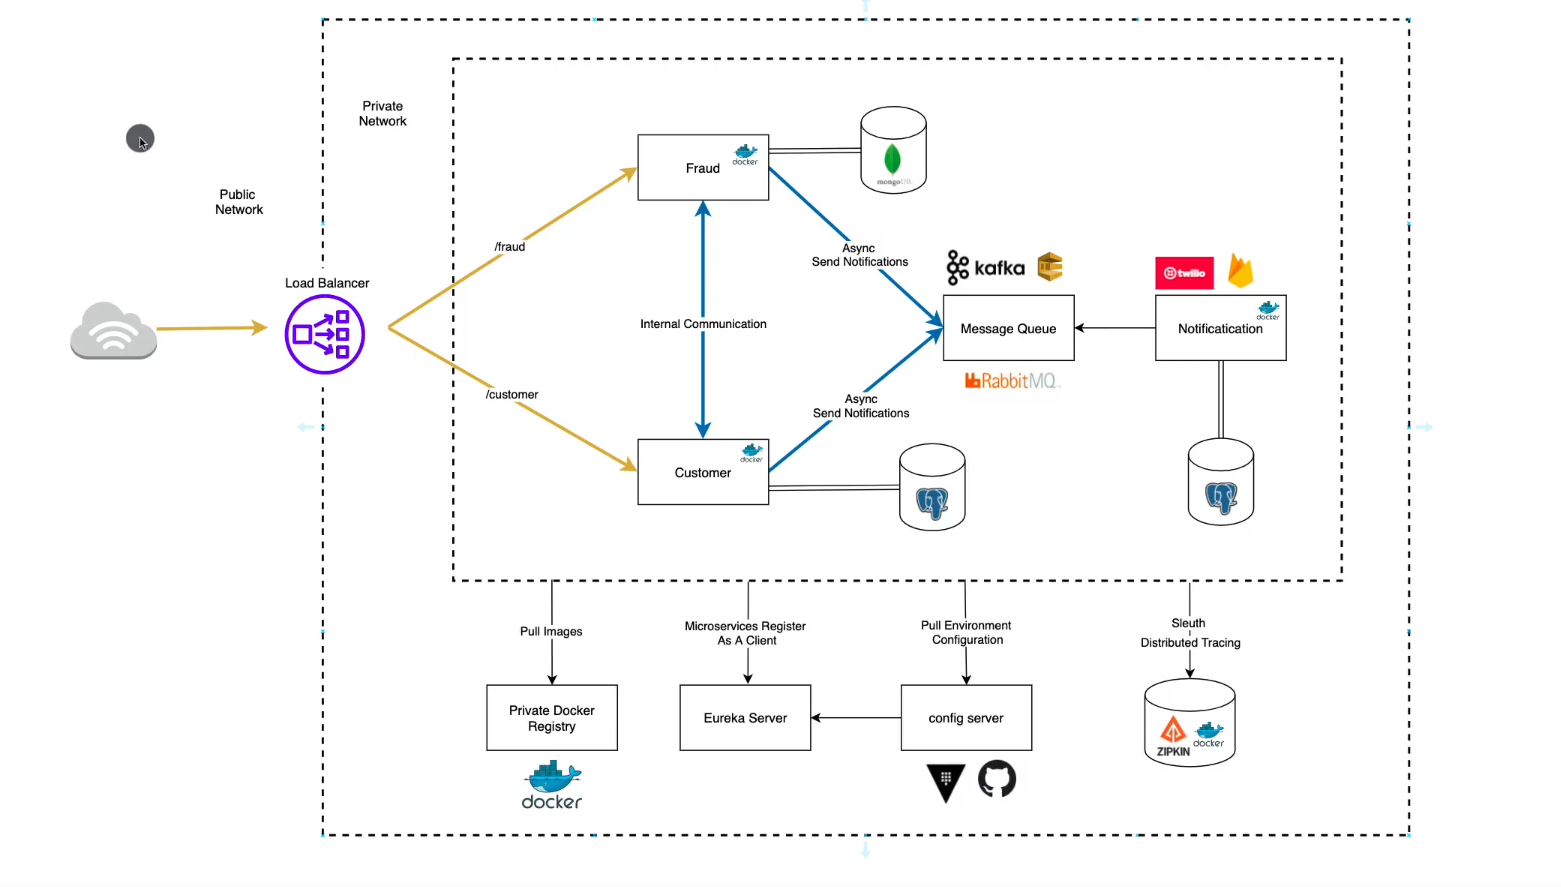 Private
Network
Public
Network
Load Balancer
/fraud
/customer
Fraud
docker
mongoDB
Async
Send Notifications
Internal Communication
kafka
Message Queue
RabbitMQ
twilio
docker
Notificatication
Async
Send Notifications
Customer
docker
Pull Images
Microservices Register
As A Client
Pull Environment
Configuration
Sleuth
Distributed Tracing
Private Docker
Registry
docker
Eureka Server
config server
ZIPKIN
docker